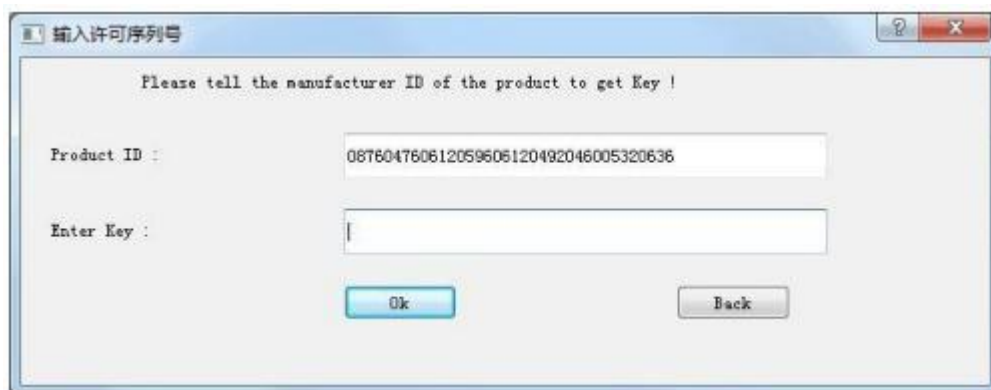 输入许可序列号
Please tell the manufacturer ID of the product to get Key !
Product ID :
08760476061205960612049204600532063​6
Enter Key :
Ok
Back